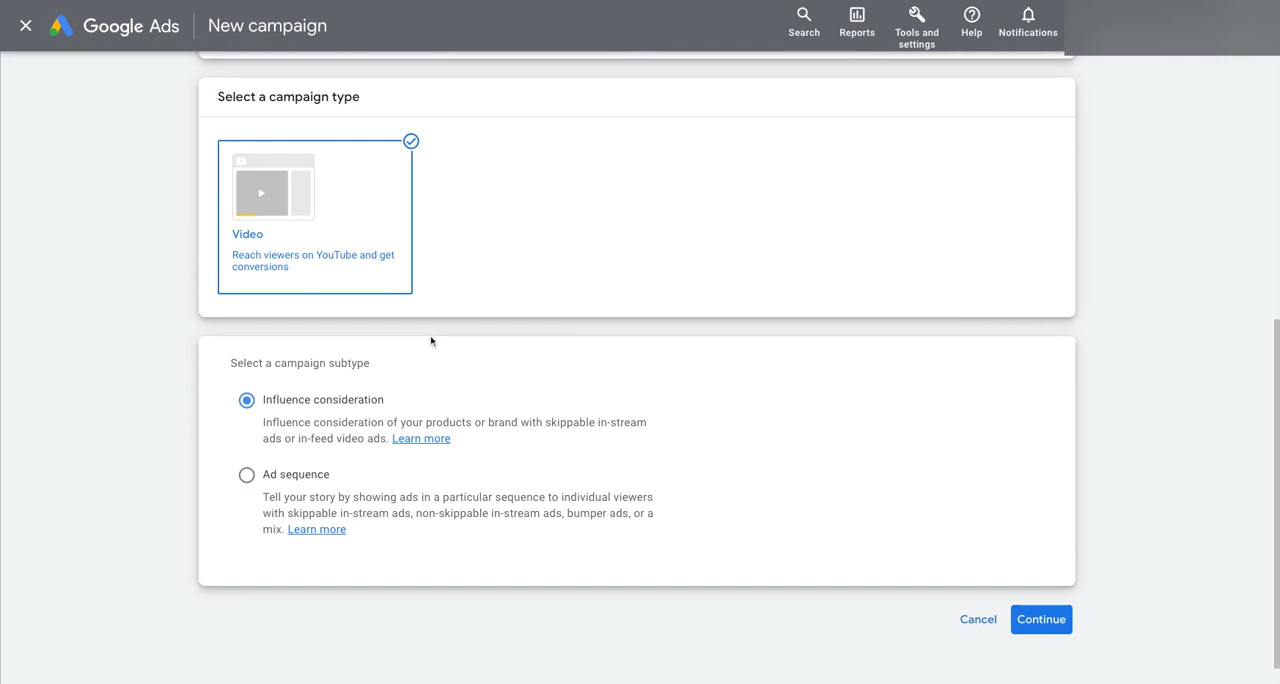 Google Ads
New campaign
Search
Reports
Tools and
settings
Help
Notifications
Select a campaign type
Video
Reach viewers on YouTube and get
conversions
Select a campaign subtype
Influence consideration
Influence consideration of your products or brand with skippable in-stream
ads or in-feed video ads. Learn more
Ad sequence
Tell your story by showing ads in a particular sequence to individual viewers
with skippable in-stream ads, non-skippable in-stream ads, bumper ads, or a
mix. Learn more
Cancel
Continue